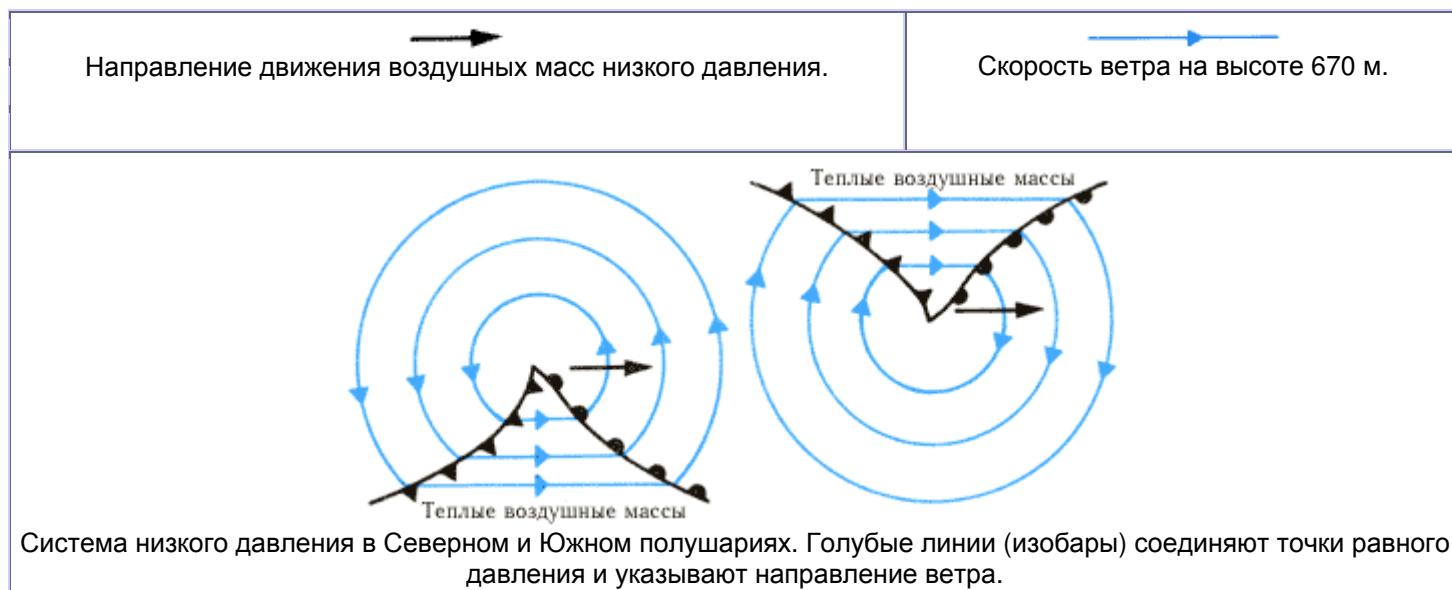 Направление движения воздушных масс низкого давления.
Скорость ветра на высоте 670 м.
Теплые воздушные массы
Теплые воздушные массы
Система низкого давления в Северном и Южном полушариях. Голубые линии (изобары) соединяют точки равного
давления и указывают направление ветра.